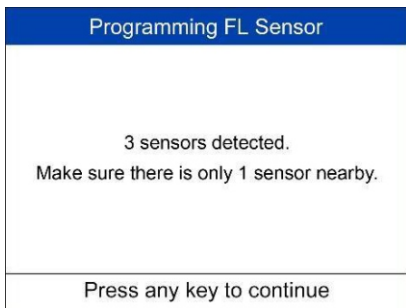 Programming FL Sensor
3 sensors detected.
Make sure there is only 1 sensor nearby.
Press any key to continue